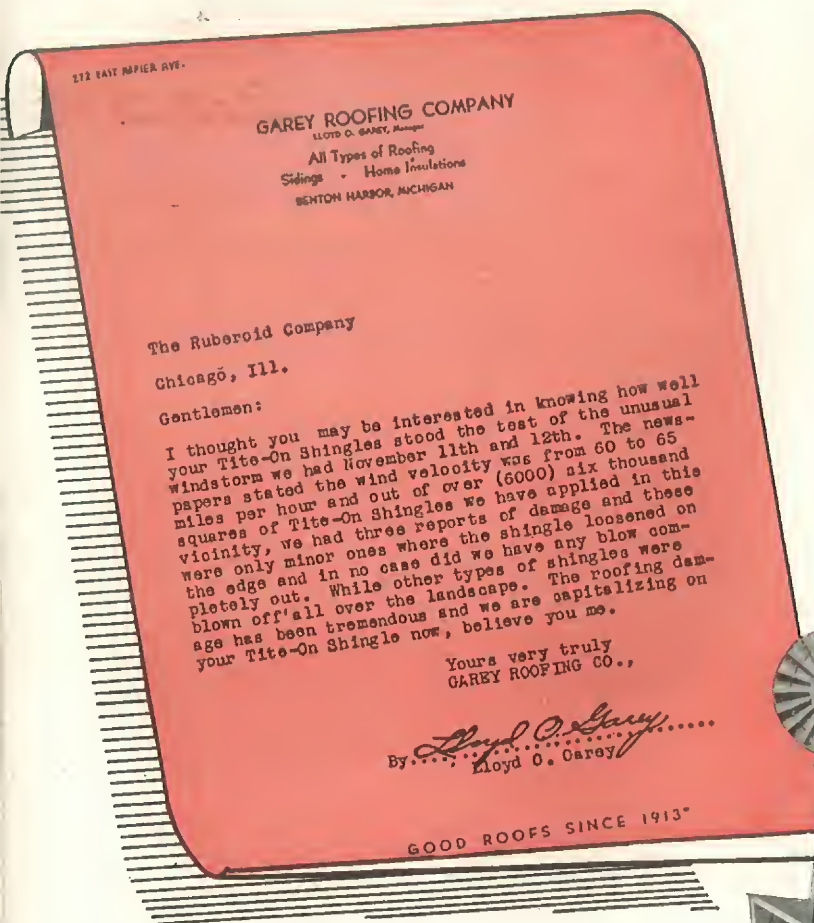 272 EAST NAPIER AVE.
GAREY ROOFING COMPANY
LLOYD O. GAREY, Manager
All Types of Roofing
Sidings - Home Insulations
BENTON HARBOR, MICHIGAN
The Ruberoid Company
Chicago, Ill.
Gentlemen:
I thought you may be interested in knowing how well
your Tite-On Shingles stood the test of the unusual
windstorm we had November 11th and 12th. The news-
papers stated the wind velocity was from 60 to 65
miles per hour and out of over (6000) six thousand
squares of Tite-On Shingles we have applied in this
vicinity, we had three reports of damage and these
were only minor ones where the shingle loosened on
the edge and in no case did we have any blow com-
pletely out. While other types of shingles were
blown off all over the landscape. The roofing dam-
age has been tremendous and we are capitalizing on
your Tite-On Shingle now, believe you me.
Yours very truly
GAREY ROOFING CO.,
By Lloyd O. Garey
Lloyd O. Garey
GOOD ROOFS SINCE 1913"